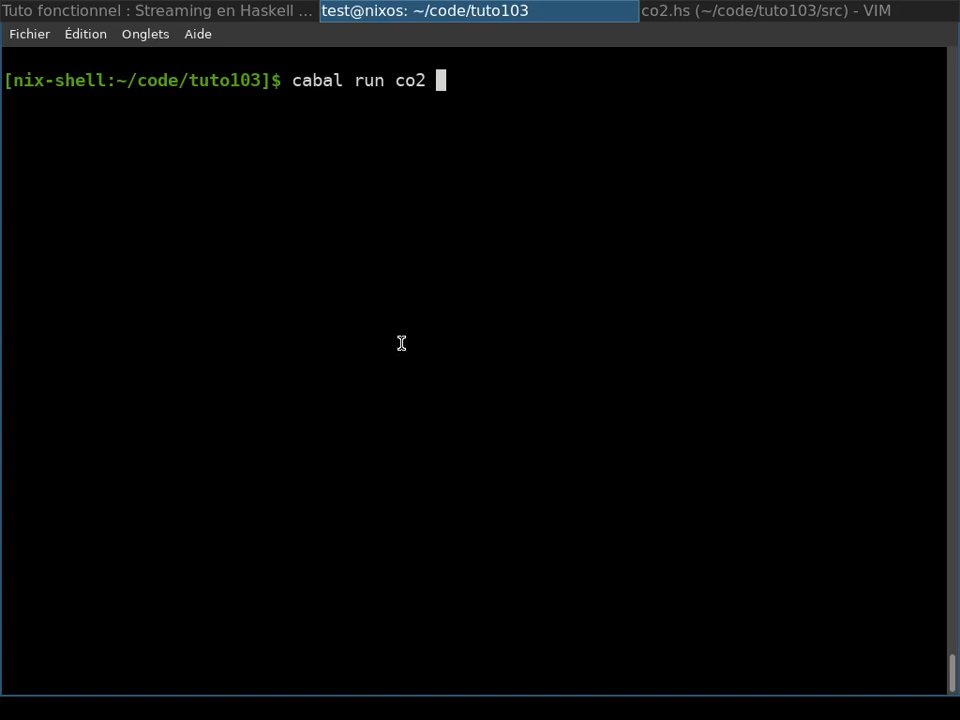 Tuto fonctionnel : Streaming en Haskell ... test@nixos: ~/code/tuto103 co2.hs (~/code/tuto103/src) - VIM
Fichier Édition Onglets Aide
[nix-shell:~/code/tuto103]$ cabal run co2